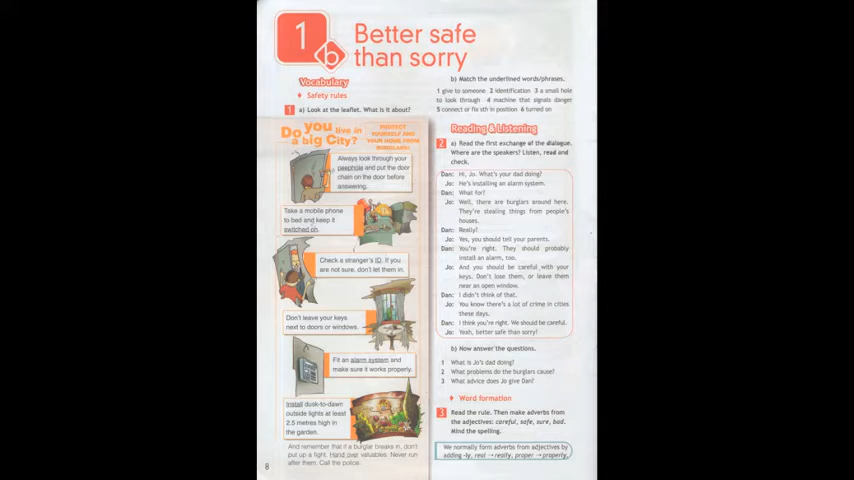 1
b
Better safe
than sorry
Vocabulary
Safety rules
1 a) Look at the leaflet. What is it about?
Do you live in
a big City?
PROTECT
YOURSELF AND
YOUR HOME FROM
BURGLARS!
Always look through your
peephole and put the door
chain on the door before
answering.
Take a mobile phone
to bed and keep it
switched on.
Check a stranger's ID. If you
are not sure, don't let them in.
Don't leave your keys
next to doors or windows.
Fit an alarm system and
make sure it works properly.
Install dusk-to-dawn
outside lights at least
2.5 metres high in
the garden.
And remember that if a burglar breaks in, don't
put up a fight. Hand over valuables. Never run
after them. Call the police.
8
b) Match the underlined words/phrases.
1 give to someone 2 identification 3 a small hole
to look through 4 machine that signals danger
5 connect or fix sth in position 6 turned on
Reading & Listening
2 a) Read the first exchange of the dialogue.
Where are the speakers? Listen, read and
check.
Dan: Hi, Jo. What's your dad doing?
Jo: He's installing an alarm system.
Dan: What for?
Jo: Well, there are burglars around here.
They're stealing things from people's
houses.
Dan: Really?
Jo: Yes, you should tell your parents.
Dan: You're right. They should probably
install an alarm, too.
Jo: And you should be careful with your
keys. Don't lose them, or leave them
near an open window.
Dan: I didn't think of that.
Jo: You know there's a lot of crime in cities
these days.
Dan: I think you're right. We should be careful.
Jo: Yeah, better safe than sorry!
b) Now answer the questions.
1 What is Jo's dad doing?
2 What problems do the burglars cause?
3 What advice does Jo give Dan?
Word formation
3 Read the rule. Then make adverbs from
the adjectives: careful, safe, sure, bad.
Mind the spelling.
We normally form adverbs from adjectives by
adding -ly, real → really, proper → properly.